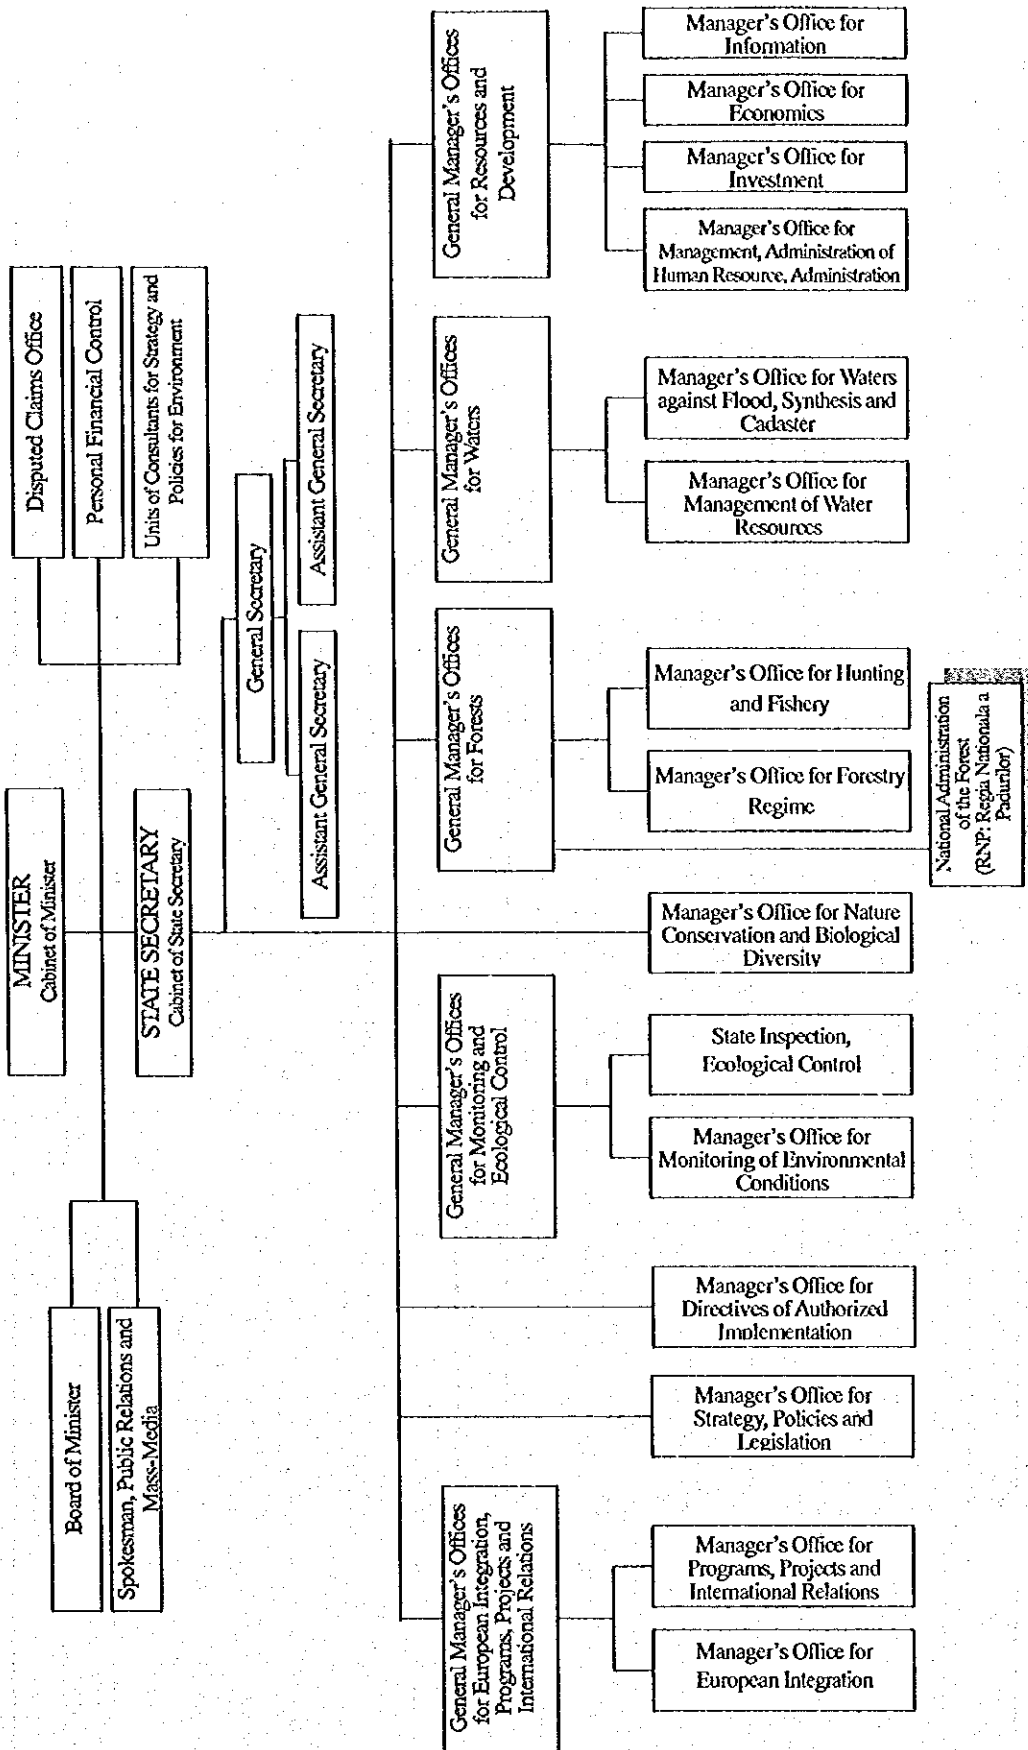 MINISTER
Cabinet of Minister
Board of Minister
Spokesman, Public Relations and
Mass-Media
Disputed Claims Office
Personal Financial Control
Units of Consultants for Strategy and
Policies for Environment
STATE SECRETARY
Cabinet of State Secretary
General Secretary
Assistant General Secretary
Assistant General Secretary
General Manager's Offices
for European Integration,
Programs, Projects and
International Relations
General Manager's Offices
for Monitoring and
Ecological Control
General Manager's Offices
for Forests
General Manager's Offices
for Waters
General Manager's Offices
for Resources and
Development
Manager's Office for
European Integration
Manager's Office for
Programs, Projects and
International Relations
Manager's Office for
Strategy, Policies and
Legislation
Manager's Office for
Directives of Authorized
Implementation
Manager's Office for
Monitoring of Environmental
Conditions
State Inspection,
Ecological Control
Manager's Office for Nature
Conservation and Biological
Diversity
Manager's Office for Forestry
Regime
Manager's Office for Hunting
and Fishery
National Administration
of the Forest
(RNP: Regia Nationala a
Padurilor)
Manager's Office for
Management of Water
Resources
Manager's Office for Waters
against Flood, Synthesis and
Cadaster
Manager's Office for
Management, Administration of
Human Resource, Administration
Manager's Office for
Investment
Manager's Office for
Economics
Manager's Office for
Information